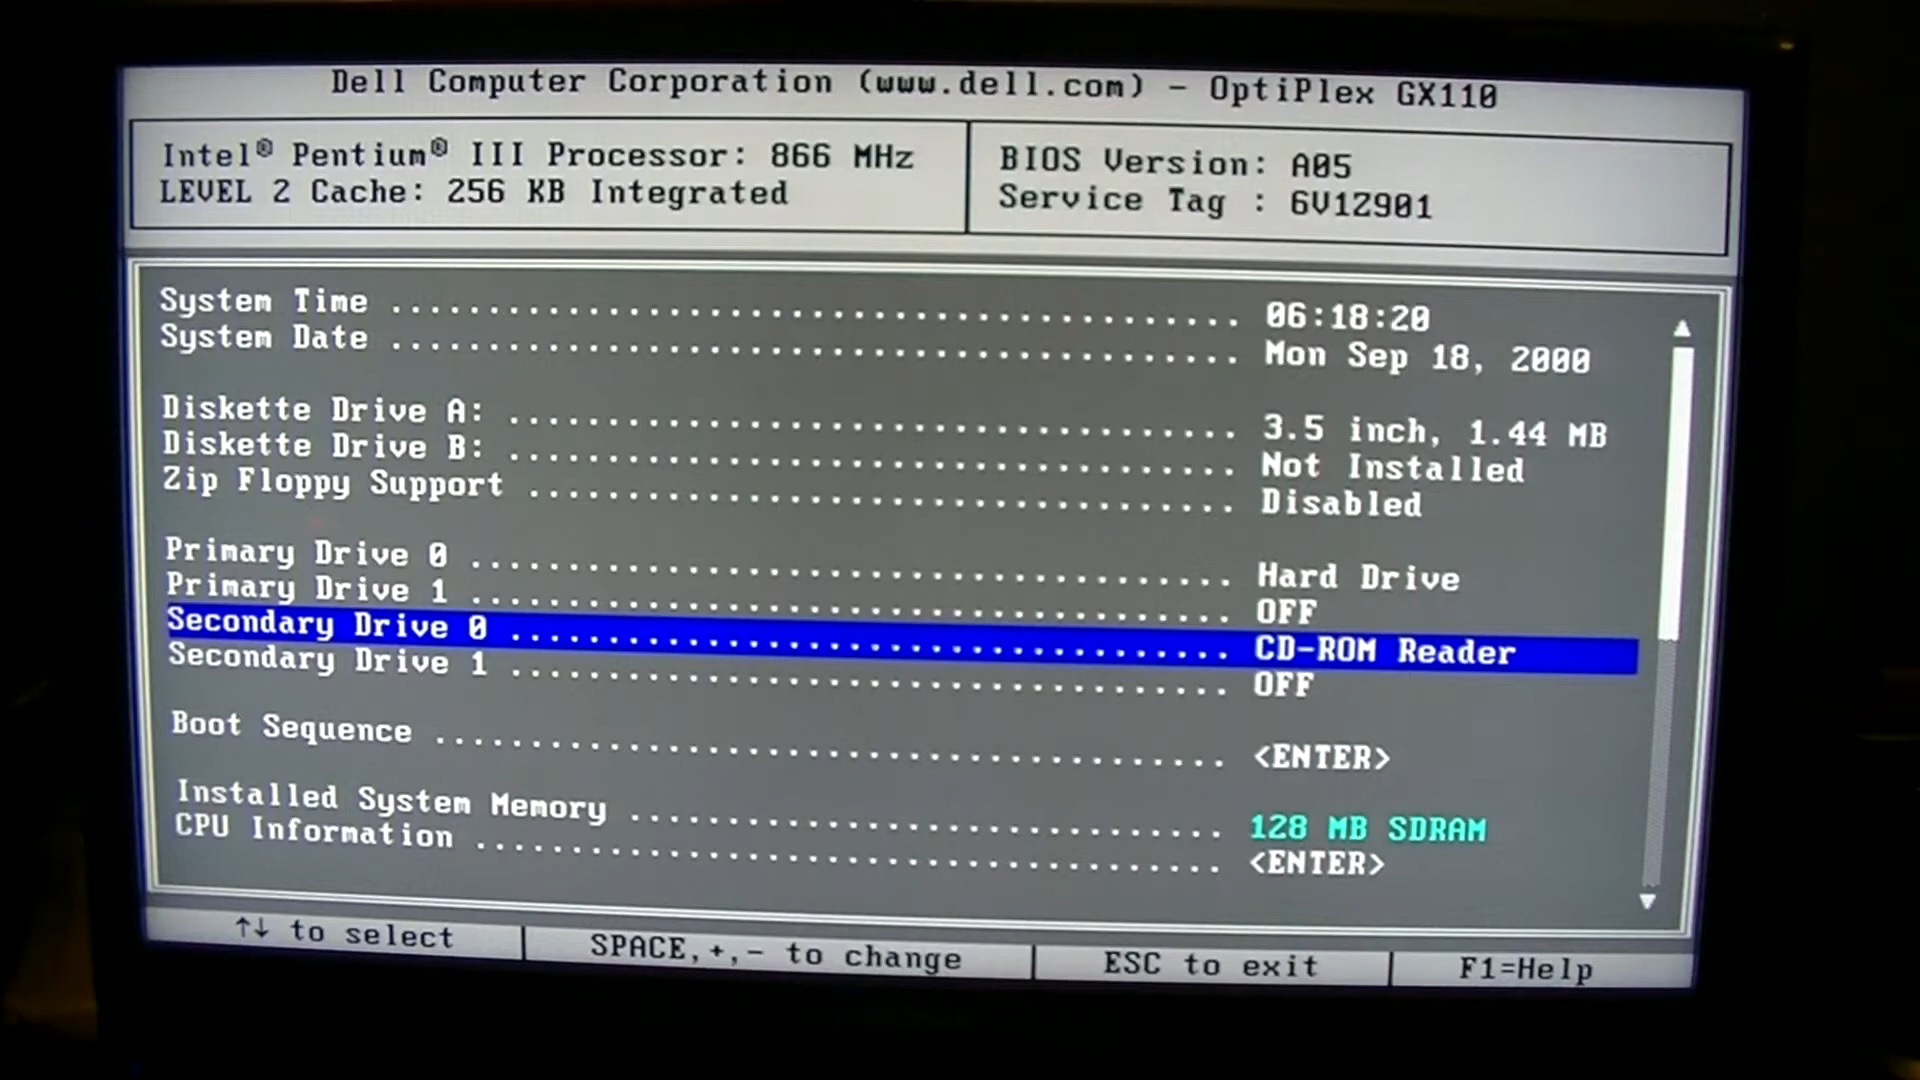 Dell Computer Corporation (www.dell.com) - OptiPlex GX110
Intel® Pentium® III Processor: 866 MHz
LEVEL 2 Cache: 256 KB Integrated
BIOS Version: A05
Service Tag : 6V1Z901
System Time ........................................... 06:18:20
System Date ........................................... Mon Sep 18, 2000
Diskette Drive A: ..................................... 3.5 inch, 1.44 MB
Diskette Drive B: ..................................... Not Installed
Zip Floppy Support .................................... Disabled
Primary Drive 0 ....................................... Hard Drive
Primary Drive 1 ....................................... OFF
Secondary Drive 0 ..................................... CD-ROM Reader
Secondary Drive 1 ..................................... OFF
Boot Sequence ......................................... <ENTER>
Installed System Memory ............................... 128 MB SDRAM
CPU Information ....................................... <ENTER>
↑↓ to select
SPACE,+,- to change
ESC to exit
F1=Help